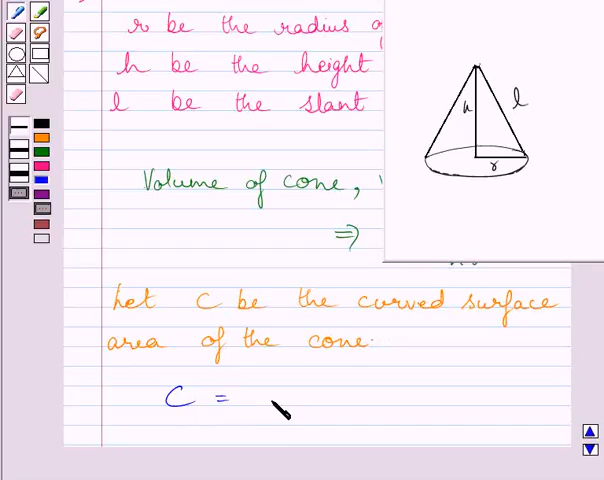 r be the radius
h be the height
l be the slant
h
l
r
Volume of cone,
⇒
Let C be the curved surface
area of the cone.
C =